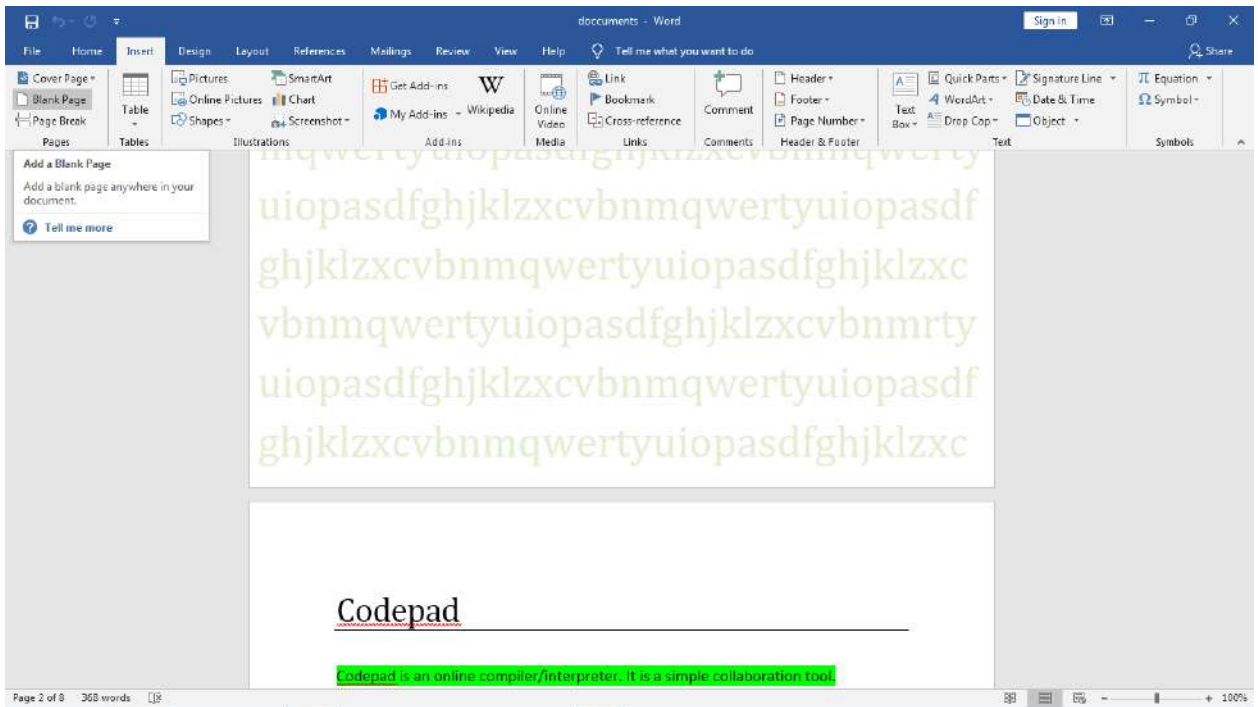 doccuments - Word
Sign in
File Home Insert Design Layout References Mailings Review View Help Tell me what you want to do Share
Cover Page
Blank Page
Page Break
Pages
Table
Tables
Pictures
Online Pictures
Shapes
SmartArt
Chart
Screenshot
Illustrations
Get Add-ins
My Add-ins
W
Wikipedia
Add-ins
Online
Video
Media
Link
Bookmark
Cross-reference
Links
Comment
Comments
Header
Footer
Page Number
Header & Footer
A
Text
Box
Quick Parts
WordArt
Drop Cap
Signature Line
Date & Time
Object
Text
π Equation
Ω Symbol
Symbols
Add a Blank Page
Add a blank page anywhere in your
document.
Tell me more
mqwertyuiopasdfghjklzxcvbnmqwerty
uiopasdfghjklzxcvbnmqwertyuiopasdf
ghjklzxcvbnmqwertyuiopasdfghjklzxc
vbnmqwertyuiopasdfghjklzxcvbnmrty
uiopasdfghjklzxcvbnmqwertyuiopasdf
ghjklzxcvbnmqwertyuiopasdfghjklzxc
Codepad
Codepad is an online compiler/interpreter. It is a simple collaboration tool.
Page 2 of 8 368 words
- + 100%